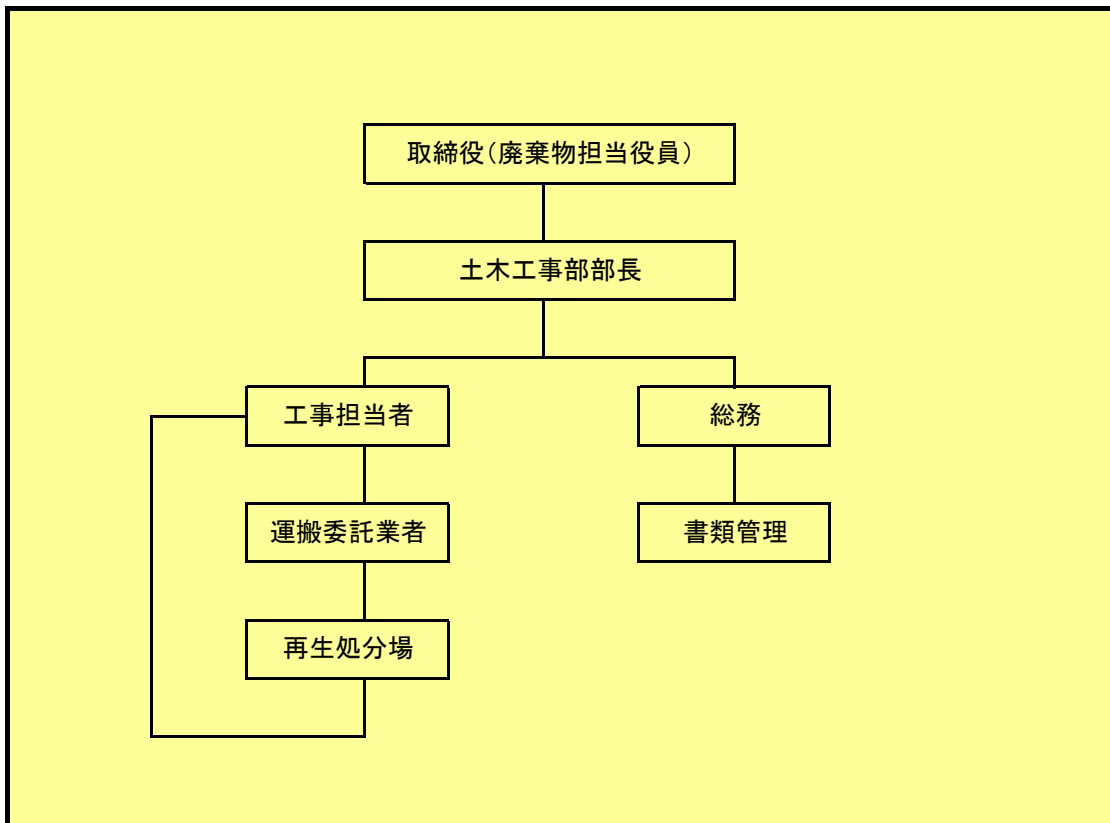 取締役（廃棄物担当役員）
土木工事部部長
工事担当者
総務
運搬委託業者
書類管理
再生処分場